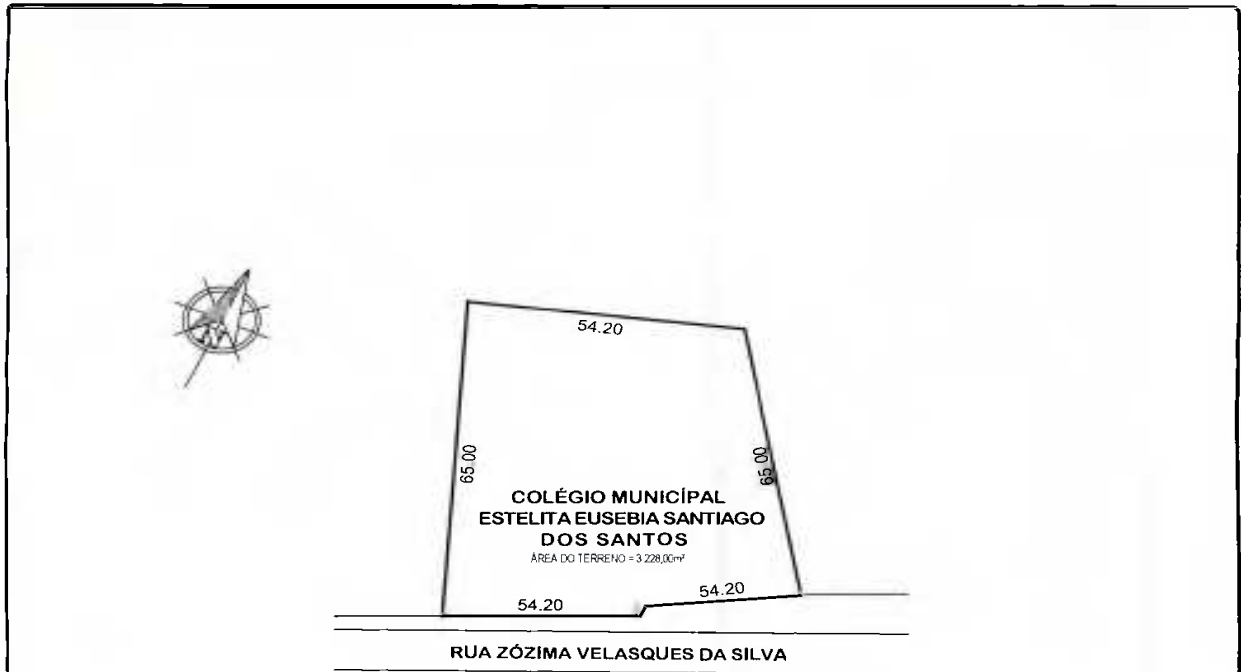 54.20
65.00
65.00
COLÉGIO MUNICÍPAL
ESTELITA EUSEBIA SANTIAGO
DOS SANTOS
ÁREA DO TERRENO = 3.228,00m²
54.20
54.20
RUA ZÓZIMA VELASQUES DA SILVA